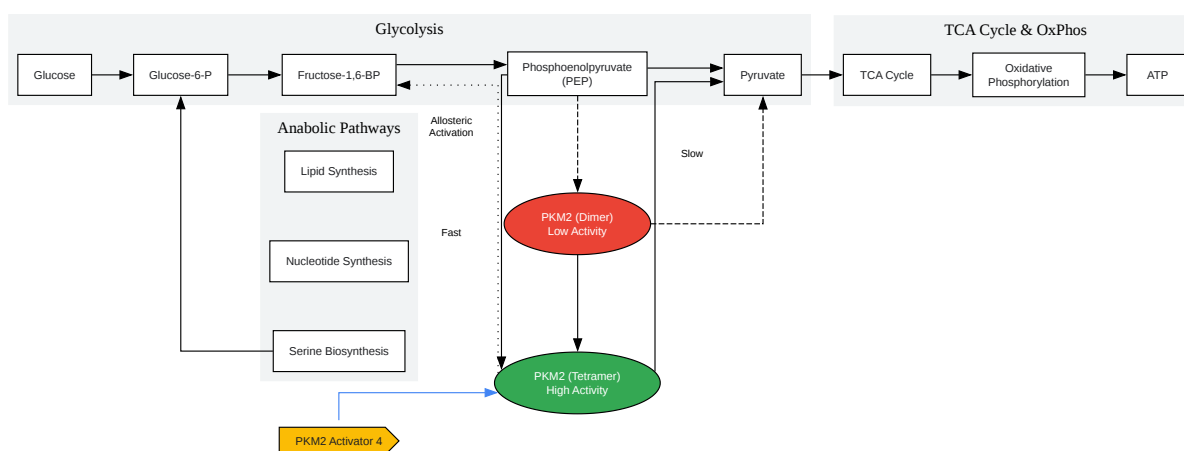 Glycolysis
TCA Cycle & OxPhos
Glucose
Glucose-6-P
Fructose-1,6-BP
Phosphoenolpyruvate
(PEP)
Pyruvate
TCA Cycle
Oxidative
Phosphorylation
ATP
Anabolic Pathways
Allosteric
Activation
Lipid Synthesis
Slow
PKM2 (Dimer)
Low Activity
Fast
Nucleotide Synthesis
Serine Biosynthesis
PKM2 (Tetramer)
High Activity
PKM2 Activator 4